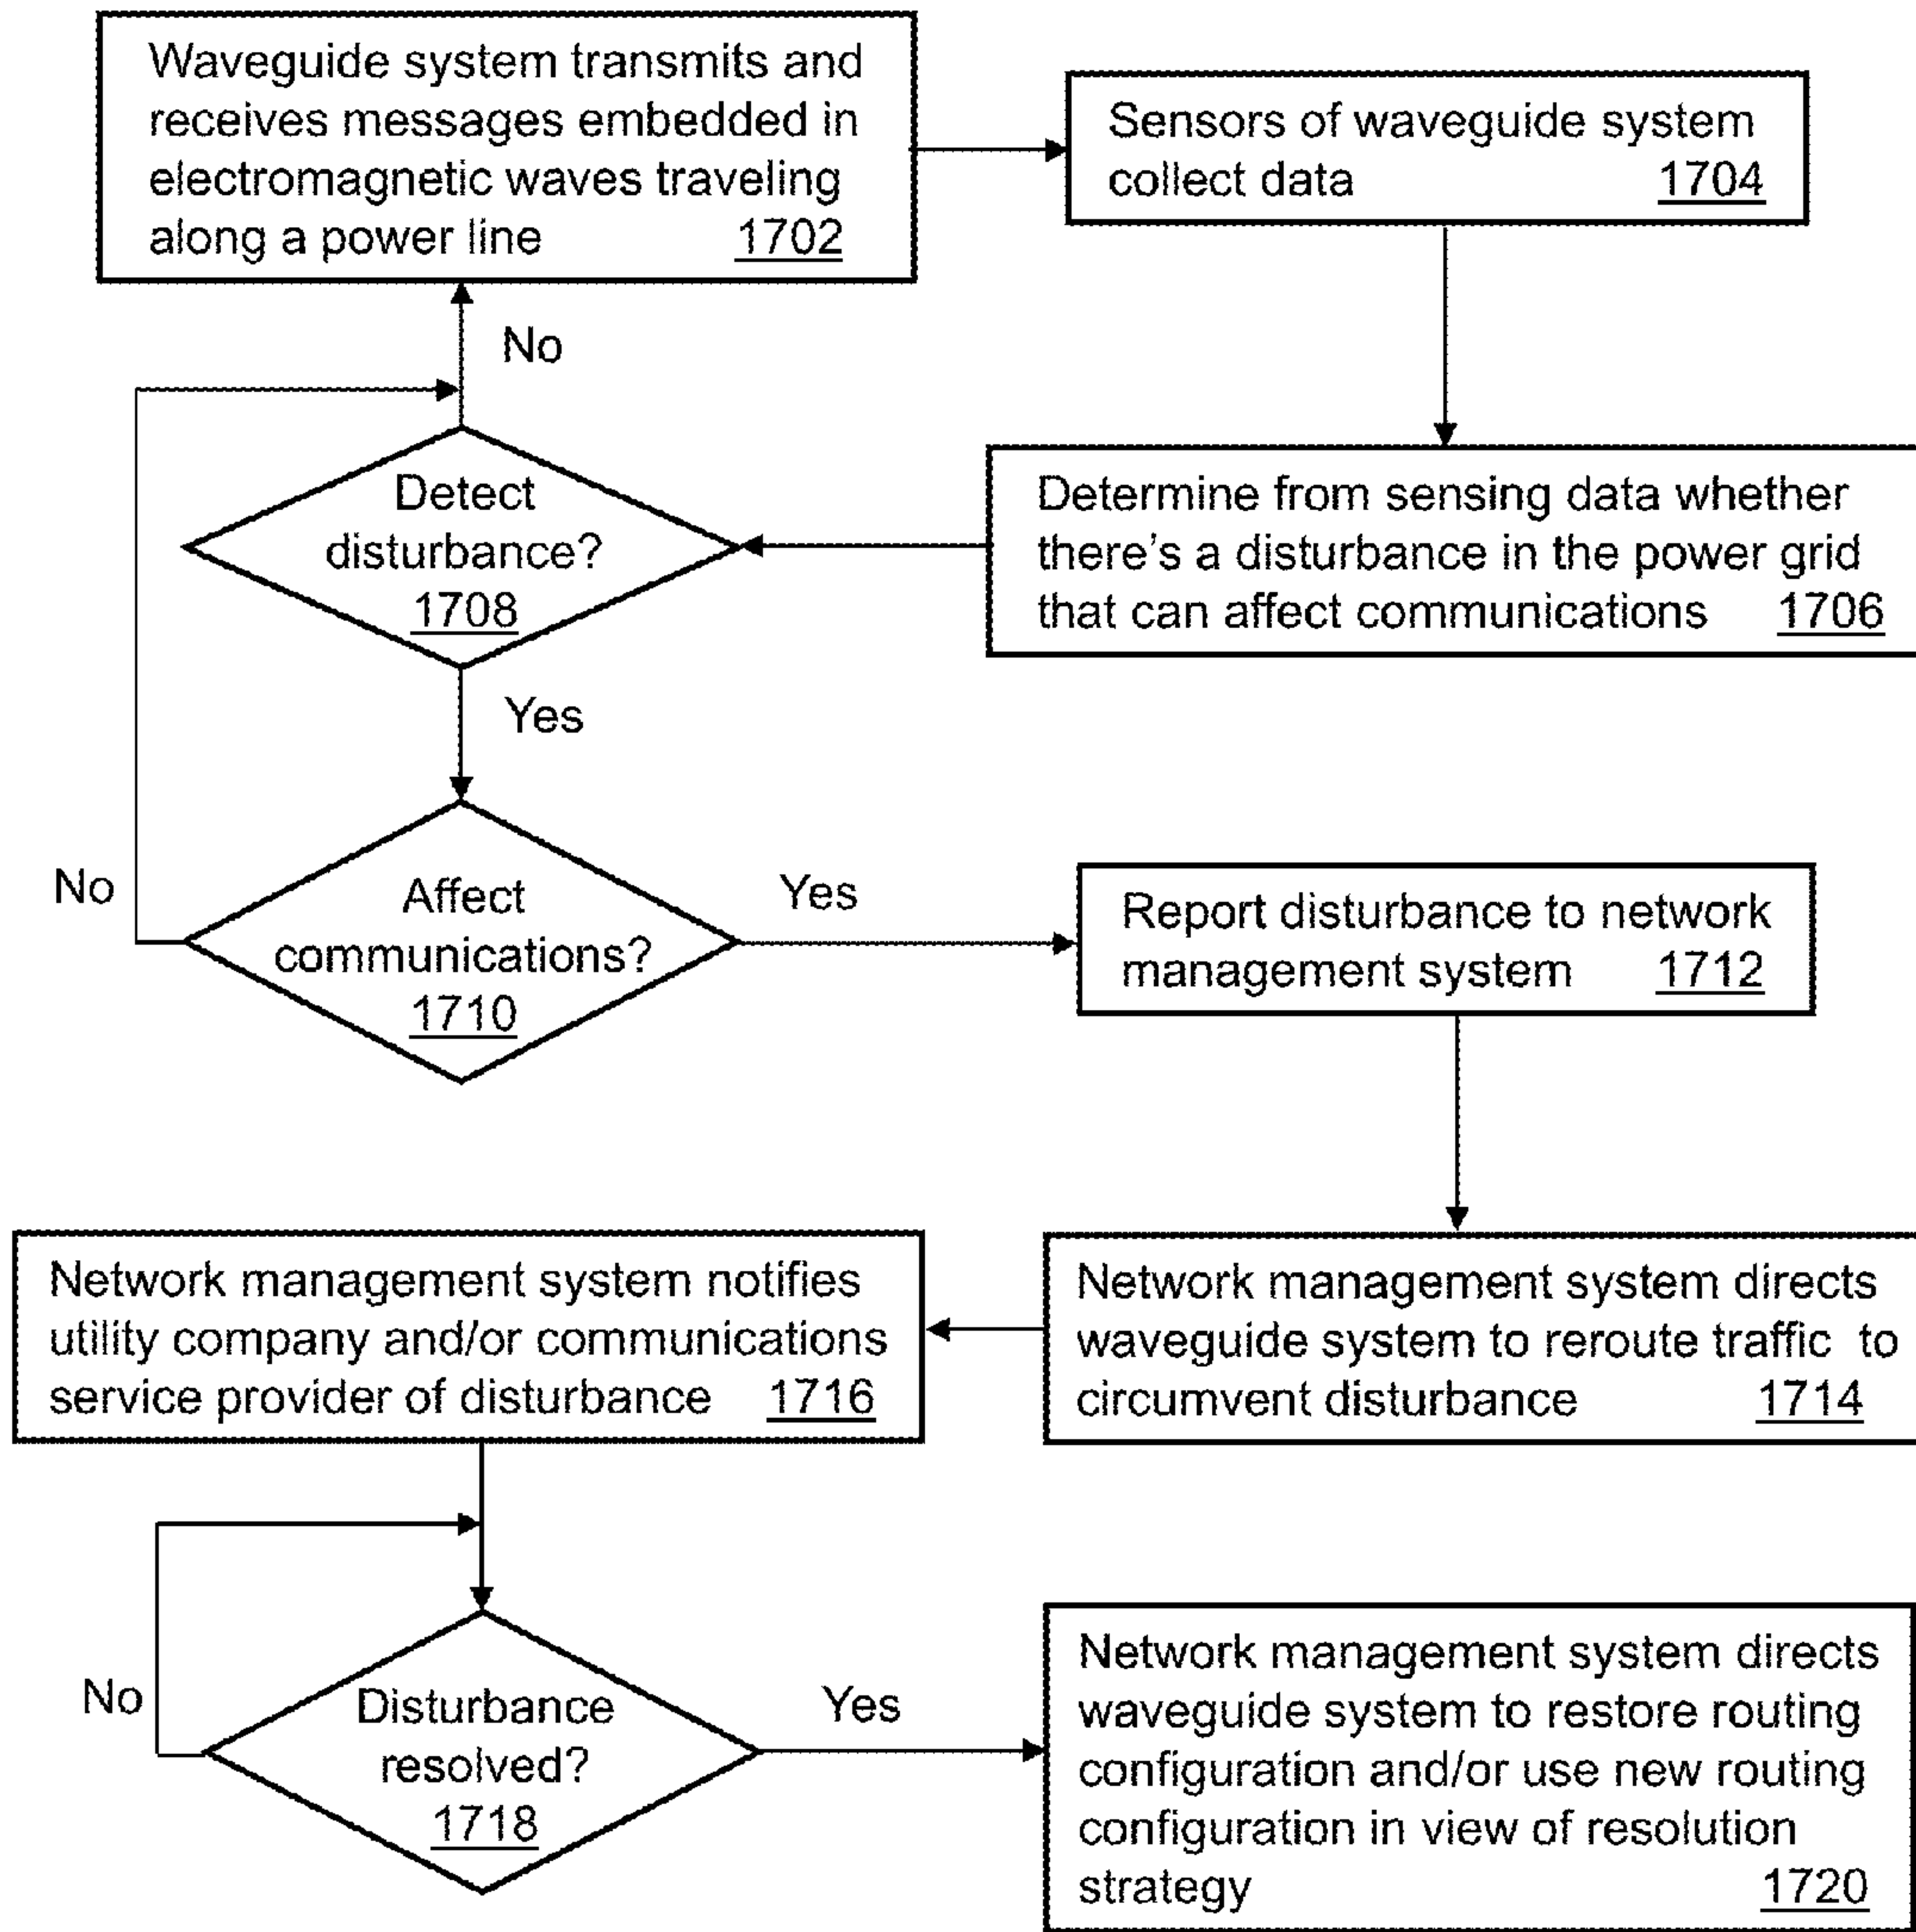 Waveguide system transmits and
receives messages embedded in
electromagnetic waves traveling
along a power line 1702
Sensors of waveguide system
collect data 1704
No
Detect
disturbance?
1708
Determine from sensing data whether
there's a disturbance in the power grid
that can affect communications 1706
Yes
No
Affect
communications?
1710
Yes
Report disturbance to network
management system 1712
Network management system notifies
utility company and/or communications
service provider of disturbance 1716
Network management system directs
waveguide system to reroute traffic to
circumvent disturbance 1714
No
Disturbance
resolved?
1718
Yes
Network management system directs
waveguide system to restore routing
configuration and/or use new routing
configuration in view of resolution
strategy 1720